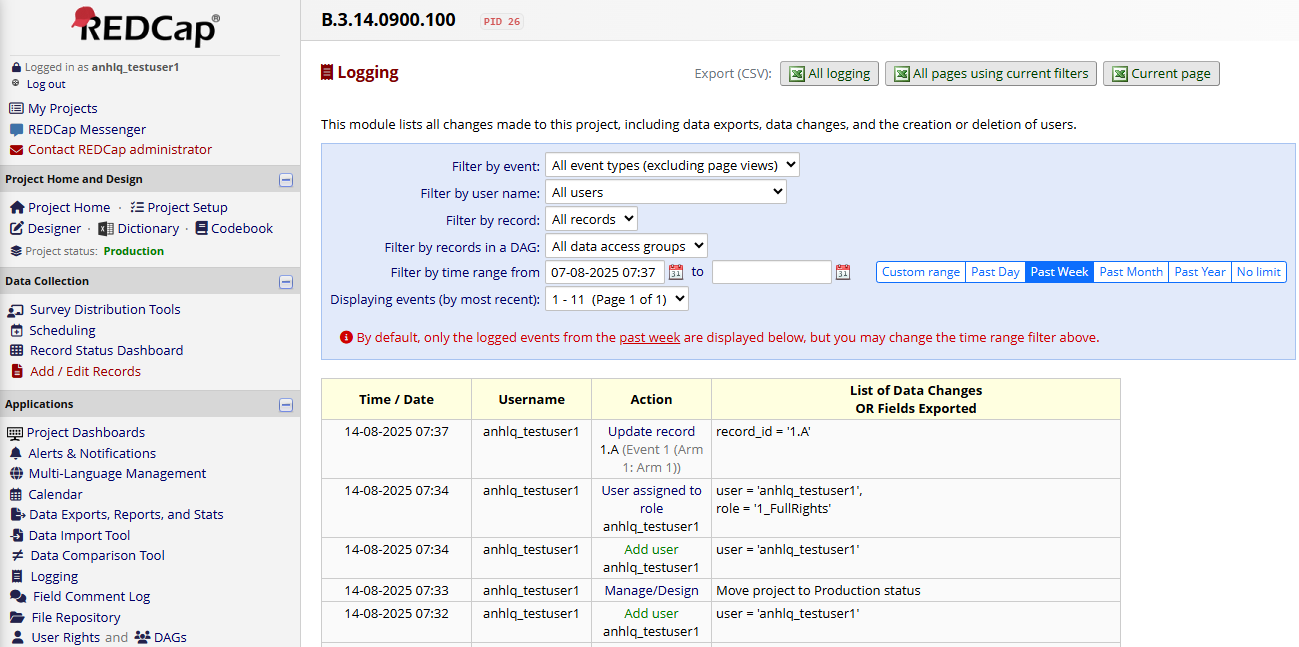 REDCap®
Logged in as anhlq_testuser1
Log out
My Projects
REDCap Messenger
Contact REDCap administrator
Project Home and Design
Project Home · Project Setup
Designer · Dictionary · Codebook
Project status: Production
Data Collection
Survey Distribution Tools
Scheduling
Record Status Dashboard
Add / Edit Records
Applications
Project Dashboards
Alerts & Notifications
Multi-Language Management
Calendar
Data Exports, Reports, and Stats
Data Import Tool
Data Comparison Tool
Logging
Field Comment Log
File Repository
User Rights and DAGs
B.3.14.0900.100 PID 26
Logging
Export (CSV): All logging All pages using current filters Current page
This module lists all changes made to this project, including data exports, data changes, and the creation or deletion of users.
Filter by event: All event types (excluding page views)
Filter by user name: All users
Filter by record: All records
Filter by records in a DAG: All data access groups
Filter by time range from 07-08-2025 07:37 31 to 31 Custom range Past Day Past Week Past Month Past Year No limit
Displaying events (by most recent): 1 - 11 (Page 1 of 1)
By default, only the logged events from the past week are displayed below, but you may change the time range filter above.
Time / Date Username Action List of Data Changes
OR Fields Exported
14-08-2025 07:37 anhlq_testuser1 Update record record_id = '1.A'
1.A (Event 1 (Arm
1: Arm 1))
14-08-2025 07:34 anhlq_testuser1 User assigned to user = 'anhlq_testuser1',
role role = '1_FullRights'
anhlq_testuser1
14-08-2025 07:34 anhlq_testuser1 Add user user = 'anhlq_testuser1'
anhlq_testuser1
14-08-2025 07:33 anhlq_testuser1 Manage/Design Move project to Production status
14-08-2025 07:32 anhlq_testuser1 Add user user = 'anhlq_testuser1'
anhlq_testuser1